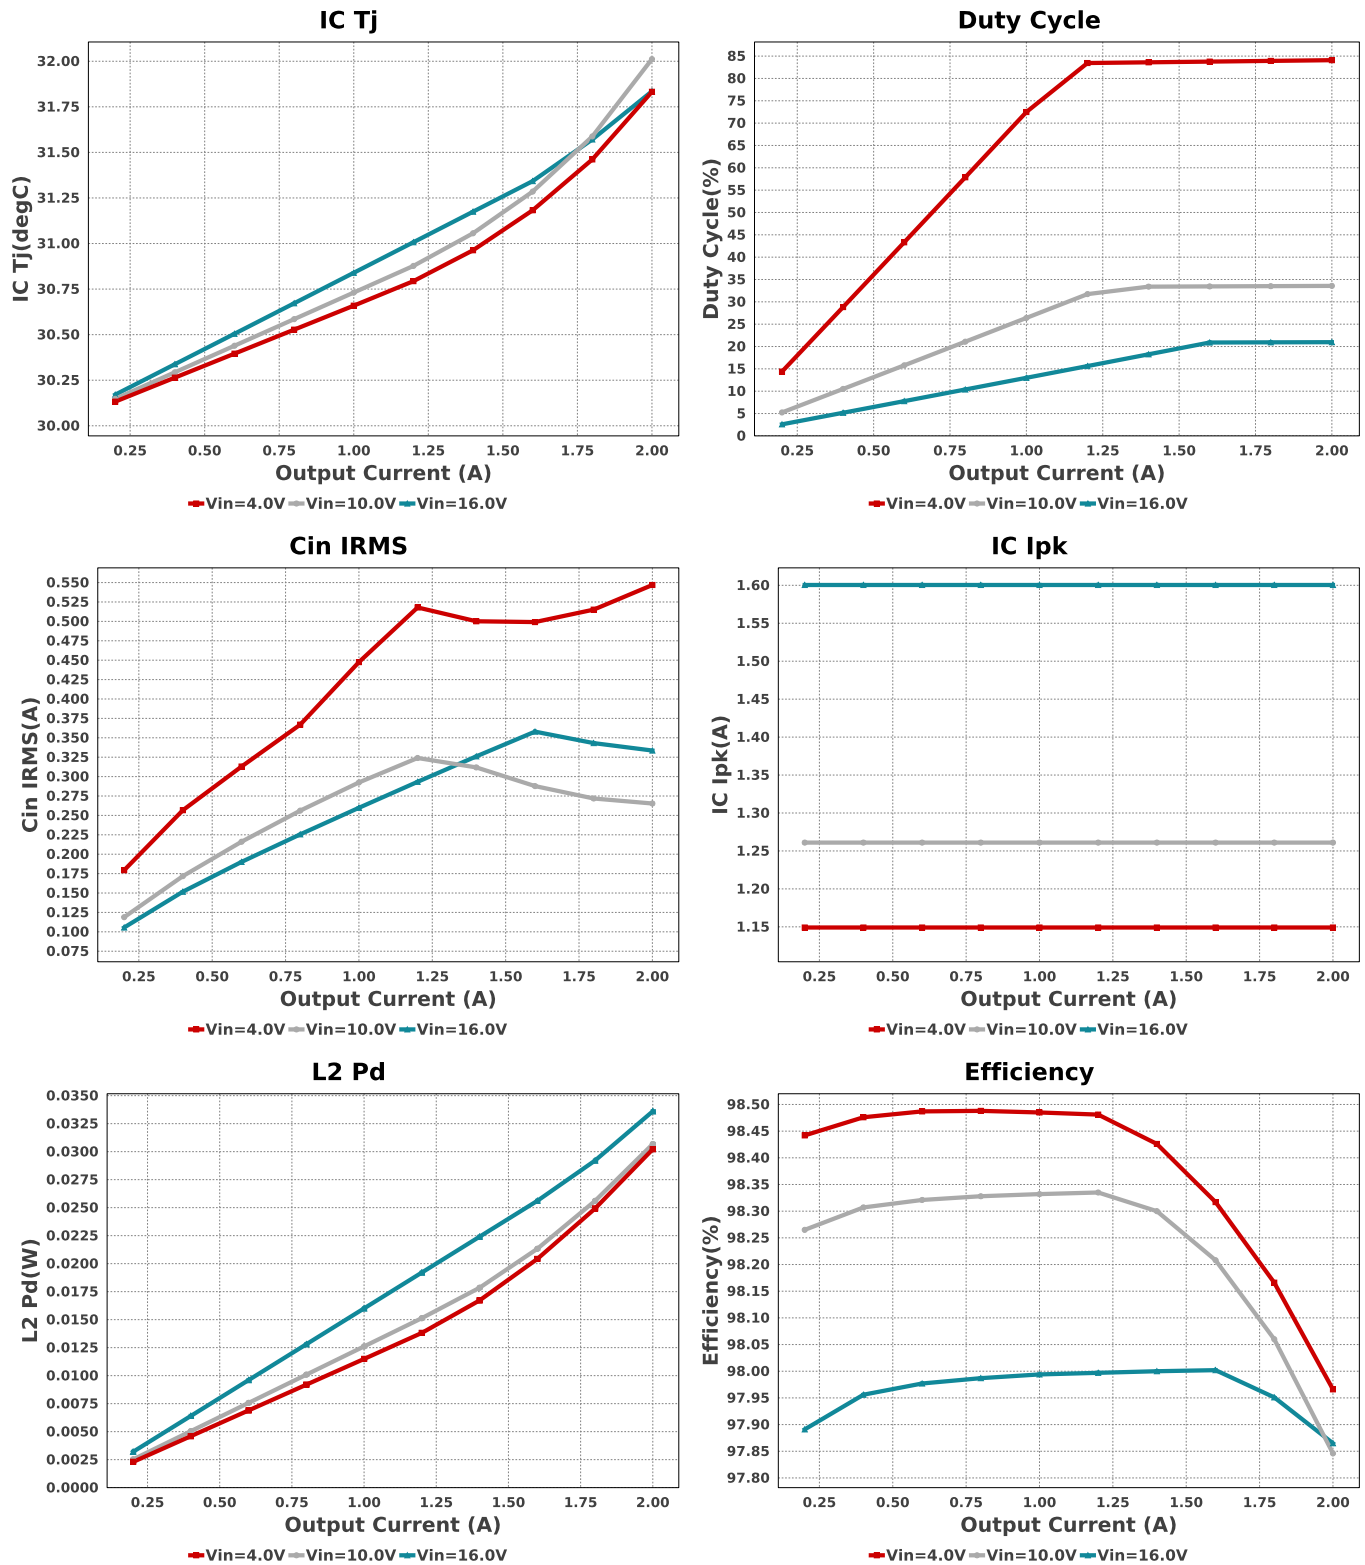 IC Tj
IC Tj(degC)
32.00
31.75
31.50
31.25
31.00
30.75
30.50
30.25
30.00
0.25 0.50 0.75 1.00 1.25 1.50 1.75 2.00
Output Current (A)
Vin=4.0V Vin=10.0V Vin=16.0V
Duty Cycle
Duty Cycle(%)
85
80
75
70
65
60
55
50
45
40
35
30
25
20
15
10
5
0
0.25 0.50 0.75 1.00 1.25 1.50 1.75 2.00
Output Current (A)
Vin=4.0V Vin=10.0V Vin=16.0V
Cin IRMS
Cin IRMS(A)
0.550
0.525
0.500
0.475
0.450
0.425
0.400
0.375
0.350
0.325
0.300
0.275
0.250
0.225
0.200
0.175
0.150
0.125
0.100
0.075
0.25 0.50 0.75 1.00 1.25 1.50 1.75 2.00
Output Current (A)
Vin=4.0V Vin=10.0V Vin=16.0V
IC Ipk
IC Ipk(A)
1.60
1.55
1.50
1.45
1.40
1.35
1.30
1.25
1.20
1.15
0.25 0.50 0.75 1.00 1.25 1.50 1.75 2.00
Output Current (A)
Vin=4.0V Vin=10.0V Vin=16.0V
L2 Pd
L2 Pd(W)
0.0350
0.0325
0.0300
0.0275
0.0250
0.0225
0.0200
0.0175
0.0150
0.0125
0.0100
0.0075
0.0050
0.0025
0.0000
0.25 0.50 0.75 1.00 1.25 1.50 1.75 2.00
Output Current (A)
Vin=4.0V Vin=10.0V Vin=16.0V
Efficiency
Efficiency(%)
98.50
98.45
98.40
98.35
98.30
98.25
98.20
98.15
98.10
98.05
98.00
97.95
97.90
97.85
97.80
0.25 0.50 0.75 1.00 1.25 1.50 1.75 2.00
Output Current (A)
Vin=4.0V Vin=10.0V Vin=16.0V